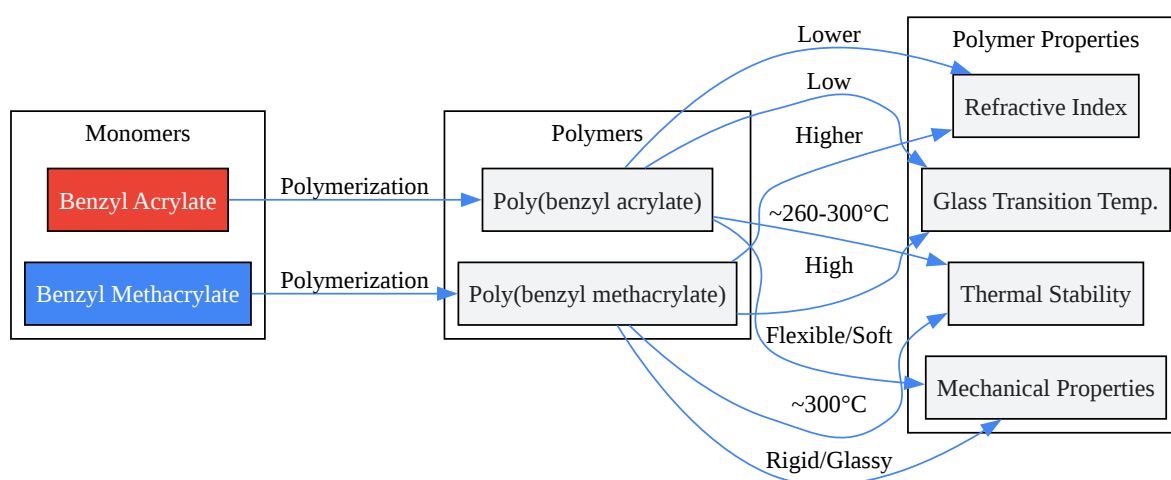 Monomers
Benzyl Acrylate
Benzyl Methacrylate
Polymerization
Polymerization
Polymers
Poly(benzyl acrylate)
Poly(benzyl methacrylate)
Lower
Low
Higher
~260-300°C
High
Flexible/Soft
~300°C
Rigid/Glassy
Polymer Properties
Refractive Index
Glass Transition Temp.
Thermal Stability
Mechanical Properties